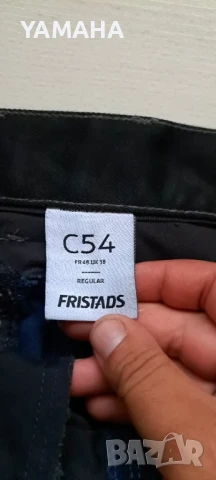 YAMAHA
C54
FR 48 UK 38
REGULAR
FRISTADS
bazar